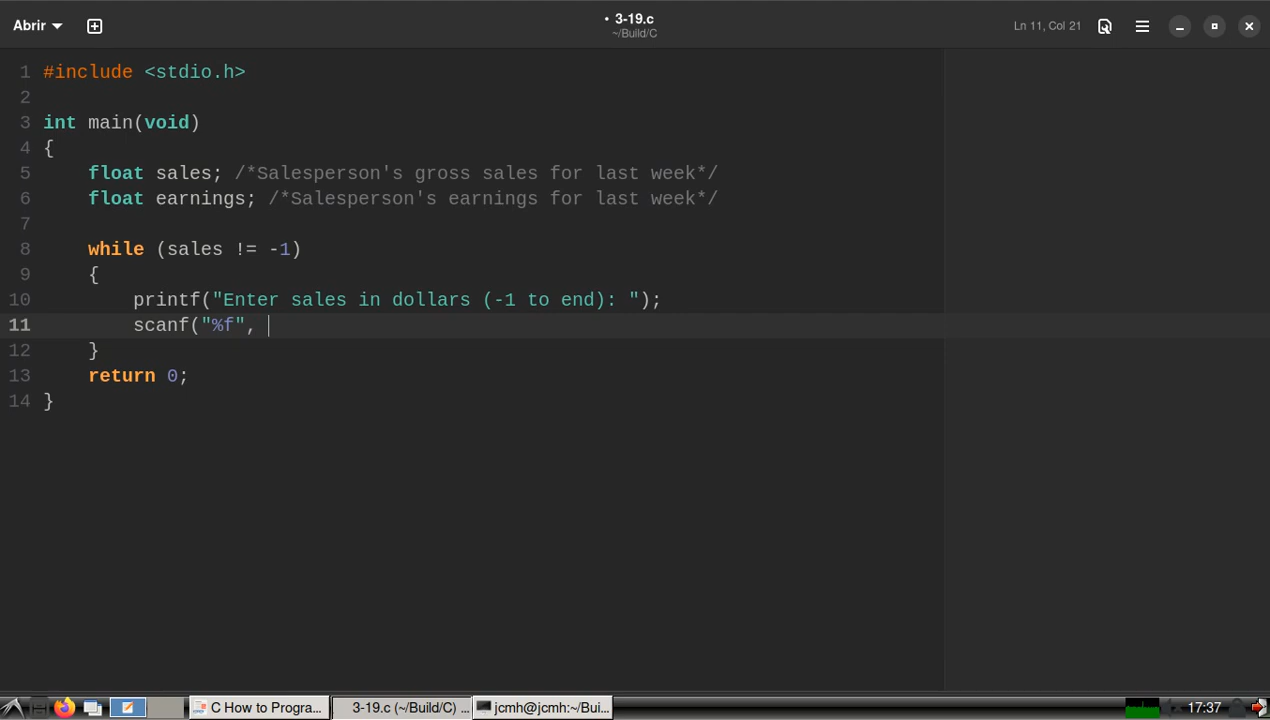 Abrir
• 3-19.c
~/Build/C
Ln 11, Col 21
1 #include <stdio.h>
2
3 int main(void)
4 {
5     float sales; /*Salesperson's gross sales for last week*/
6     float earnings; /*Salesperson's earnings for last week*/
7
8     while (sales != -1)
9     {
10         printf("Enter sales in dollars (-1 to end): ");
11         scanf("%f",
12     }
13     return 0;
14 }
C How to Progra...
3-19.c (~/Build/C) ...
jcmh@jcmh:~/Bui...
17:37